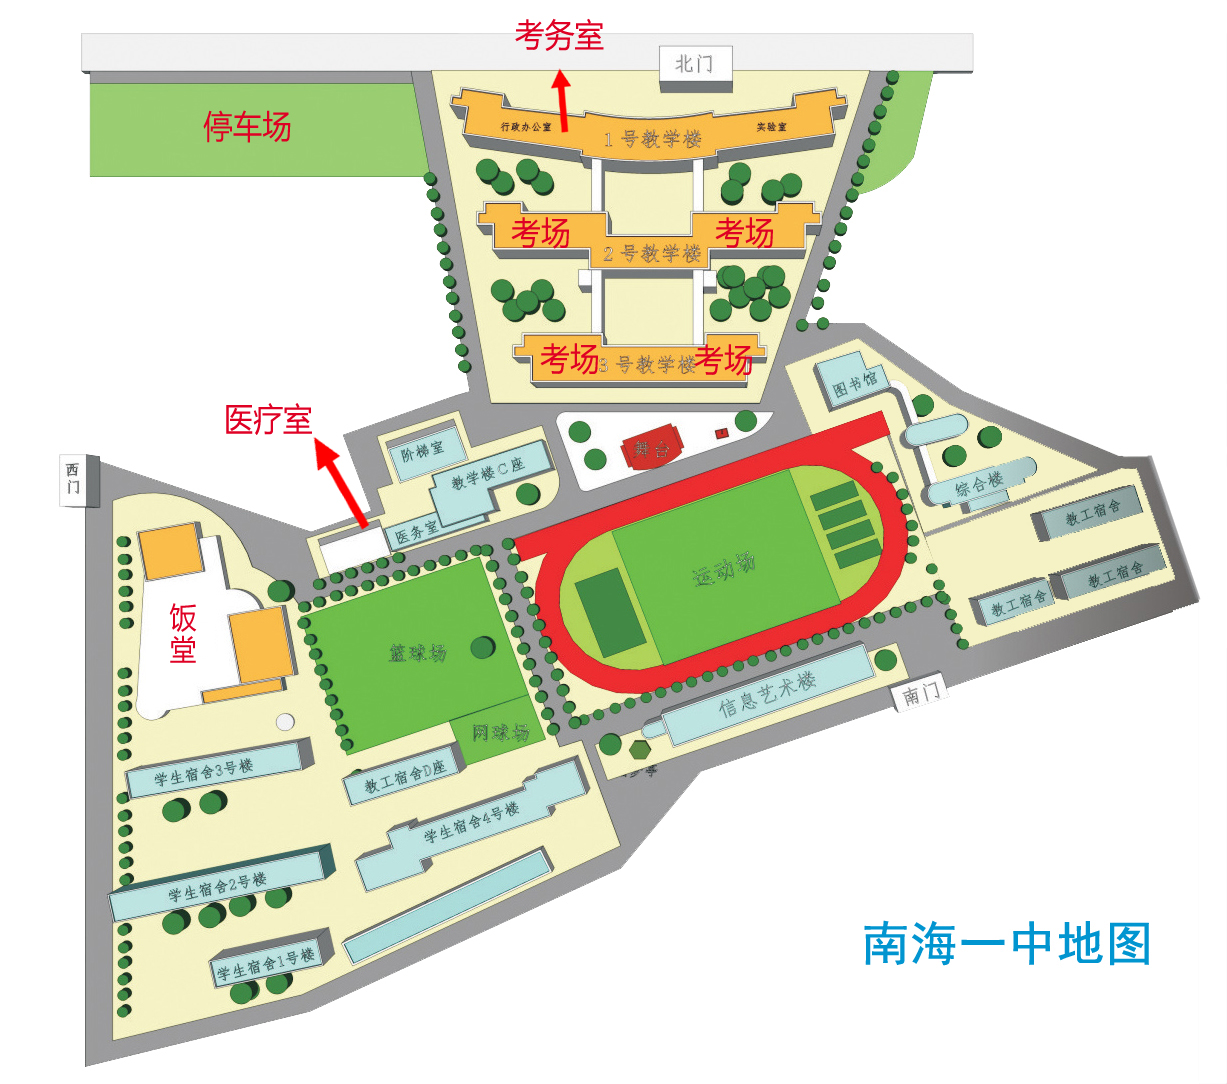 考务室
北门
停车场
行政办公室
1号教学楼
实验室
考场
考场
2号教学楼
考场
3号教学楼
考场
图书馆
医疗室
舞台
阶梯室
教学楼C座
西门
综合楼
教工宿舍
医务室
运动场
教工宿舍
教工宿舍
饭堂
篮球场
信息艺术楼
南门
网球场
学生宿舍3号楼
教工宿舍D座
学生宿舍4号楼
学生宿舍2号楼
学生宿舍1号楼
南海一中地图